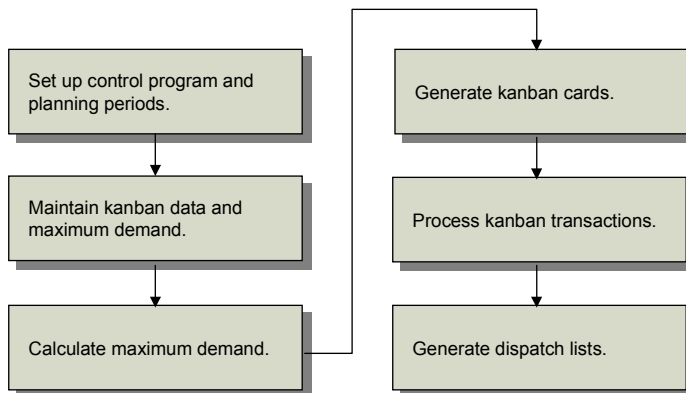 Set up control program and
planning periods.
Maintain kanban data and
maximum demand.
Calculate maximum demand.
Generate kanban cards.
Process kanban transactions.
Generate dispatch lists.